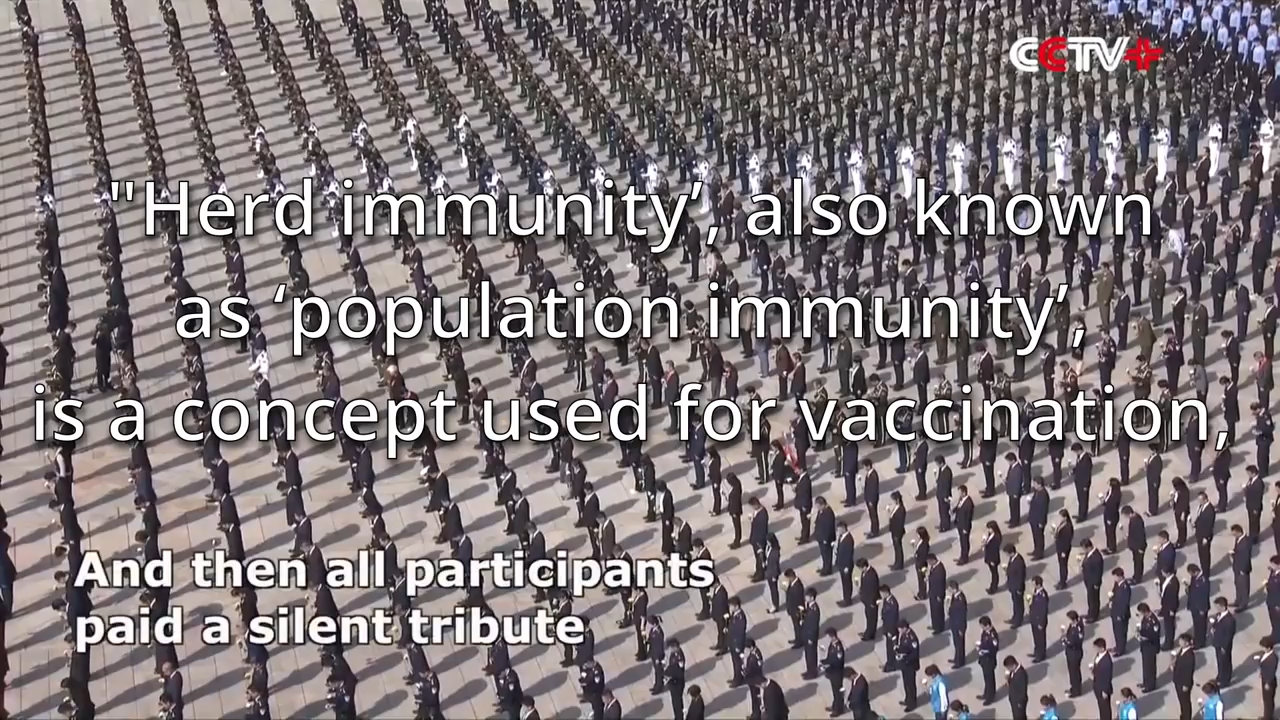 CCTV+
"Herd immunity’, also known
as ‘population immunity’,
is a concept used for vaccination,
And then all participants
paid a silent tribute